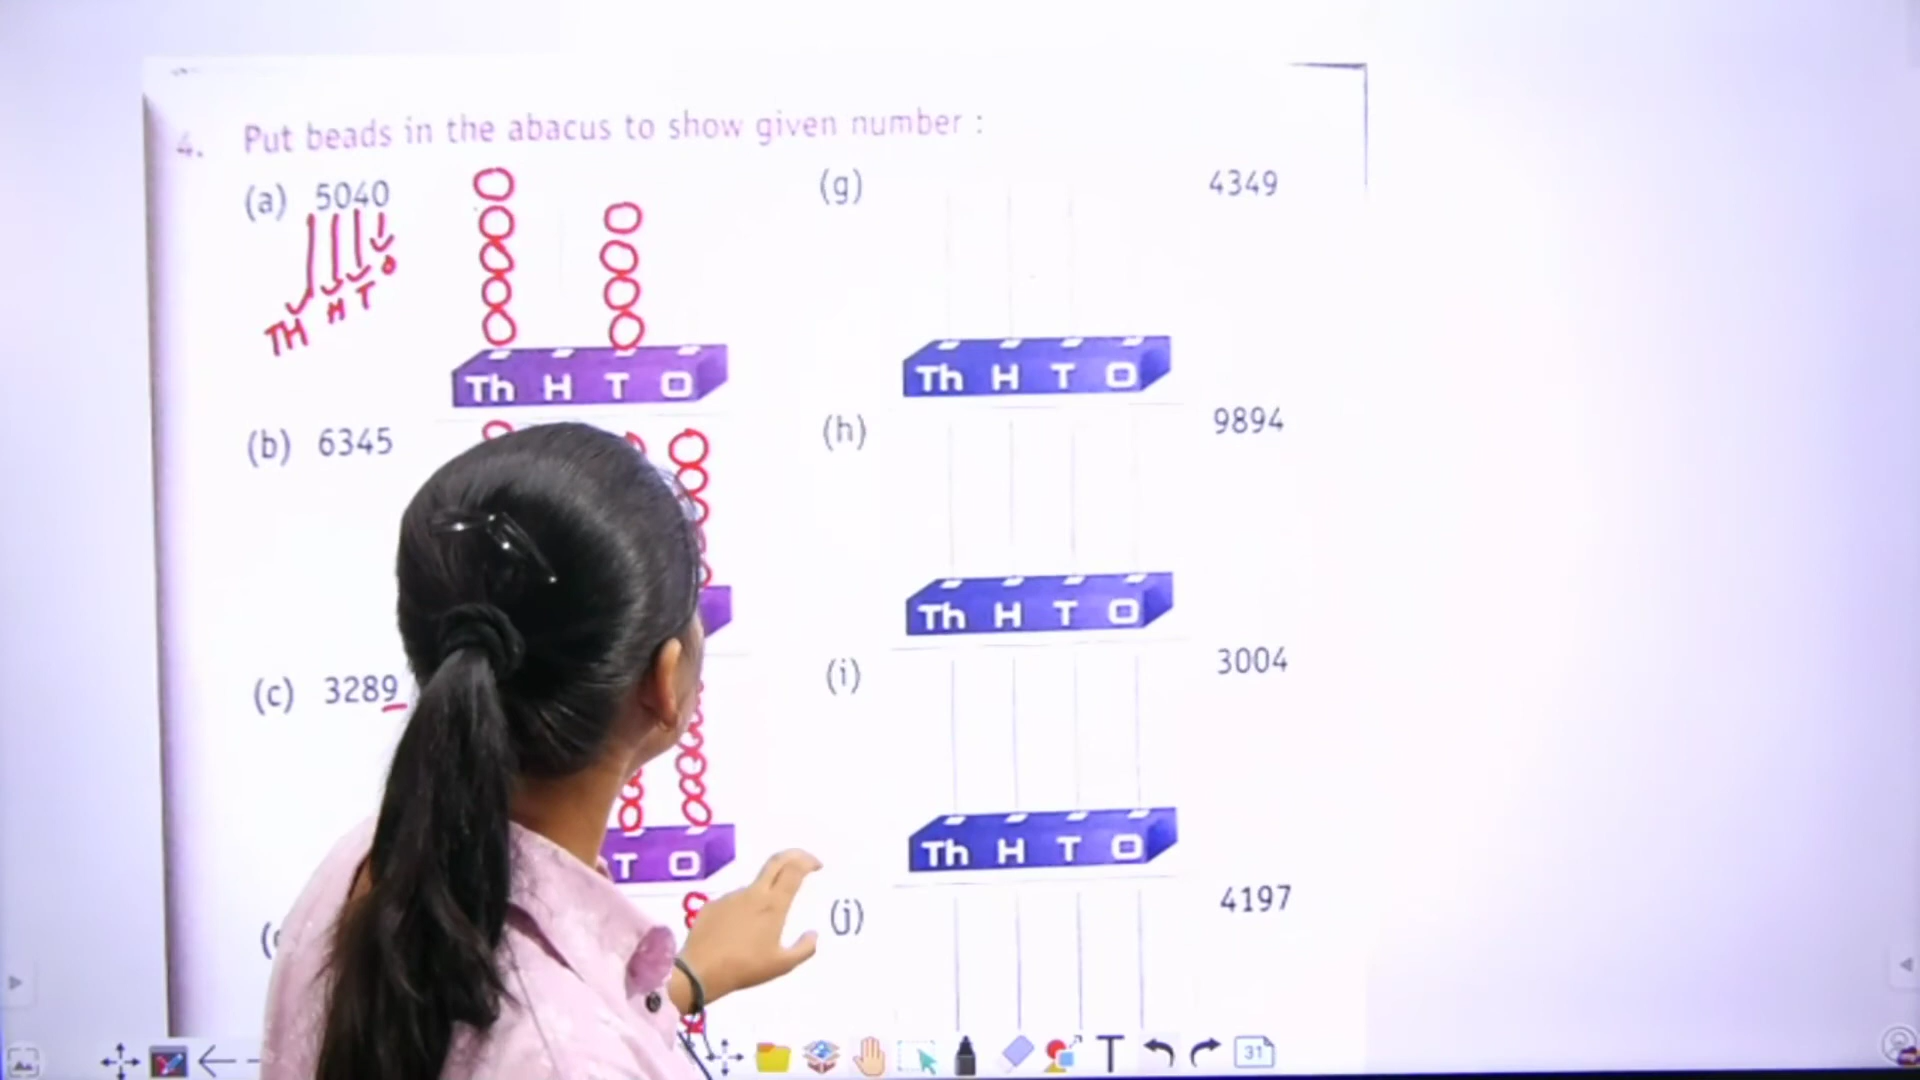 4. Put beads in the abacus to show given number :
(a) 5040
TH H T O
Th H T O
(b) 6345
(c) 3289
T O
(g) 4349
Th H T O
(h) 9894
Th H T O
(i) 3004
Th H T O
(j) 4197
T 31